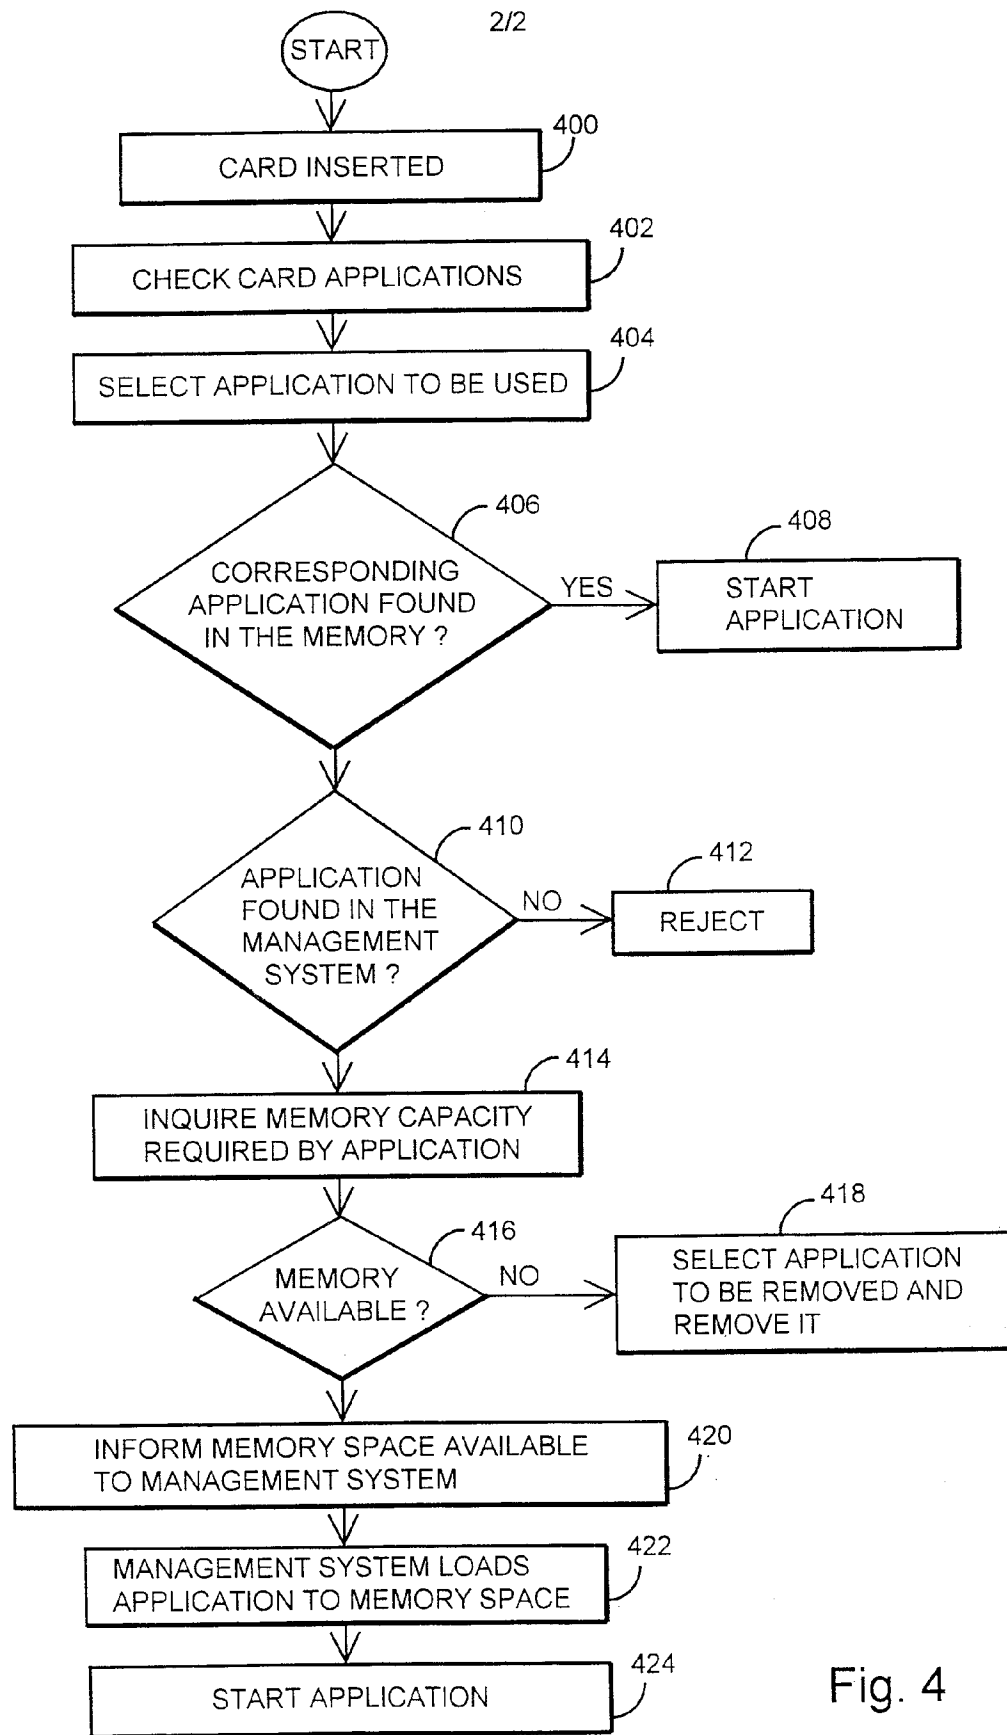 2/2
START
400
CARD INSERTED
402
CHECK CARD APPLICATIONS
404
SELECT APPLICATION TO BE USED
406
CORRESPONDING
APPLICATION FOUND
IN THE MEMORY ?
YES
408
START
APPLICATION
410
APPLICATION
FOUND IN THE
MANAGEMENT
SYSTEM ?
NO
412
REJECT
414
INQUIRE MEMORY CAPACITY
REQUIRED BY APPLICATION
416
MEMORY
AVAILABLE ?
NO
418
SELECT APPLICATION
TO BE REMOVED AND
REMOVE IT
420
INFORM MEMORY SPACE AVAILABLE
TO MANAGEMENT SYSTEM
422
MANAGEMENT SYSTEM LOADS
APPLICATION TO MEMORY SPACE
424
START APPLICATION
Fig. 4